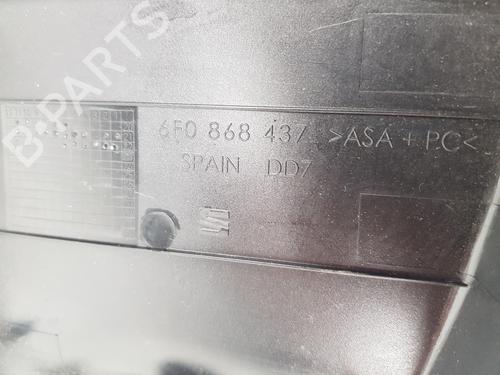 B-PARTS
6F0 868 437 >ASA + PC<
SPAIN DD7